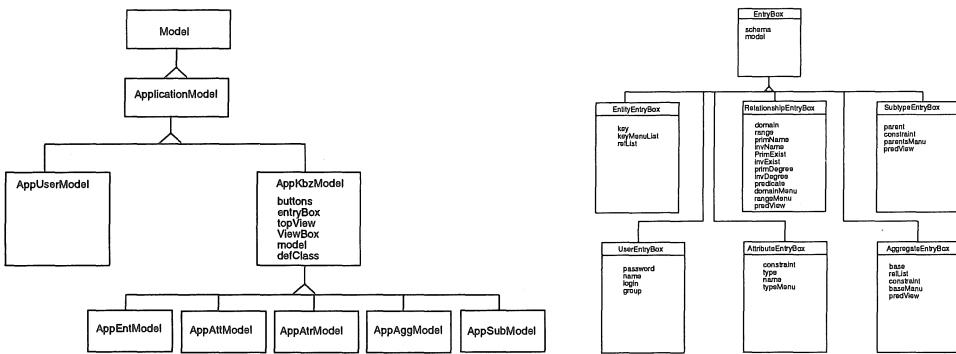 Model
ApplicationModel
AppUserModel
AppKbzModel
buttons
entryBox
topView
ViewBox
model
defClass
AppEntModel
AppAttModel
AppAtrModel
AppAggModel
AppSubModel
EntryBox
schema
model
EntityEntryBox
key
keyMenuList
relList
RelationshipEntryBox
domain
range
primName
invName
PrimExist
invExist
primDegree
invDegree
predicate
domainMenu
rangeMenu
predView
SubtypeEntryBox
parent
constraint
parentsManu
predView
UserEntryBox
password
name
login
group
AttributeEntryBox
constraint
type
name
typeMenu
AggregateEntryBox
base
relList
constraint
baseManu
predView